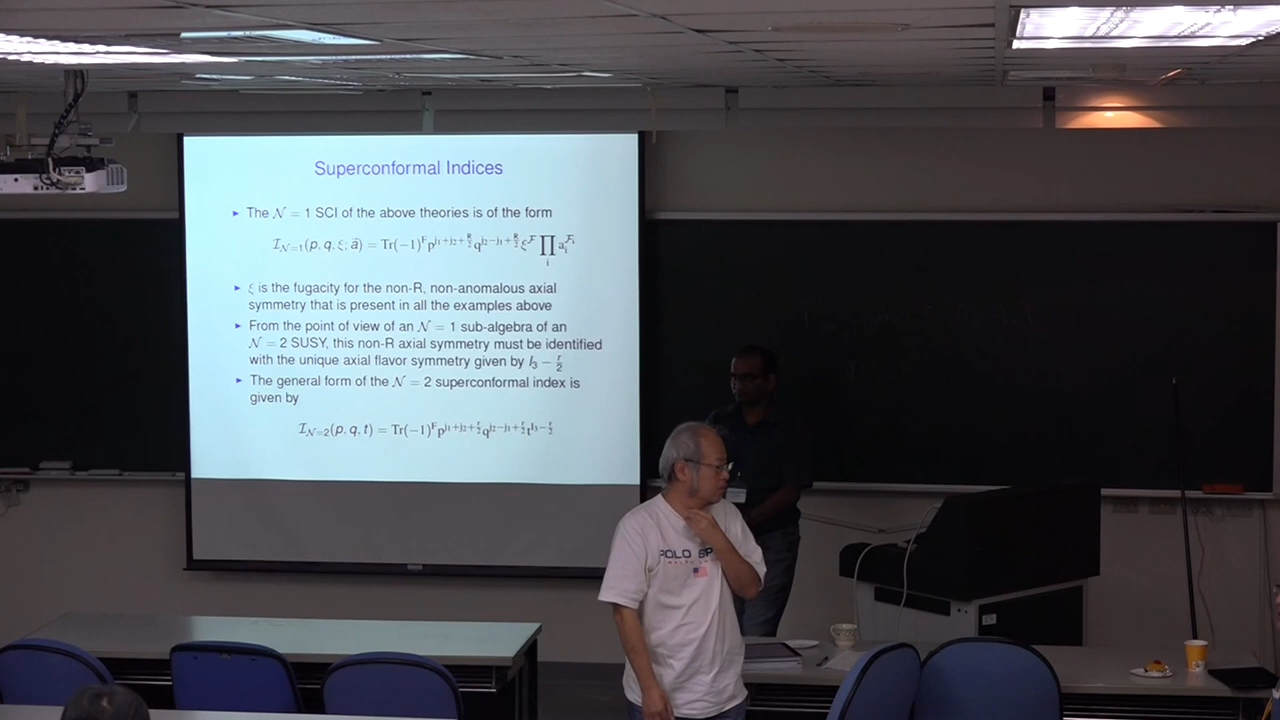 Superconformal Indices
▸ The 𝒩 = 1 SCI of the above theories is of the form
ℐ_{𝒩=1}(p, q, ξ; a⃗) = Tr(−1)^F p^{j₁+j₂+R/2} q^{j₂−j₁+R/2} ξ^ℱ ∏_i a_i^{ℱ_i}
▸ ξ is the fugacity for the non-R, non-anomalous axial
symmetry that is present in all the examples above
▸ From the point of view of an 𝒩 = 1 sub-algebra of an
𝒩 = 2 SUSY, this non-R axial symmetry must be identified
with the unique axial flavor symmetry given by I₃ − r/2
▸ The general form of the 𝒩 = 2 superconformal index is
given by
ℐ_{𝒩=2}(p, q, t) = Tr(−1)^F p^{j₁+j₂+r/2} q^{j₂−j₁+r/2} t^{I₃−r/2}
POLO SP